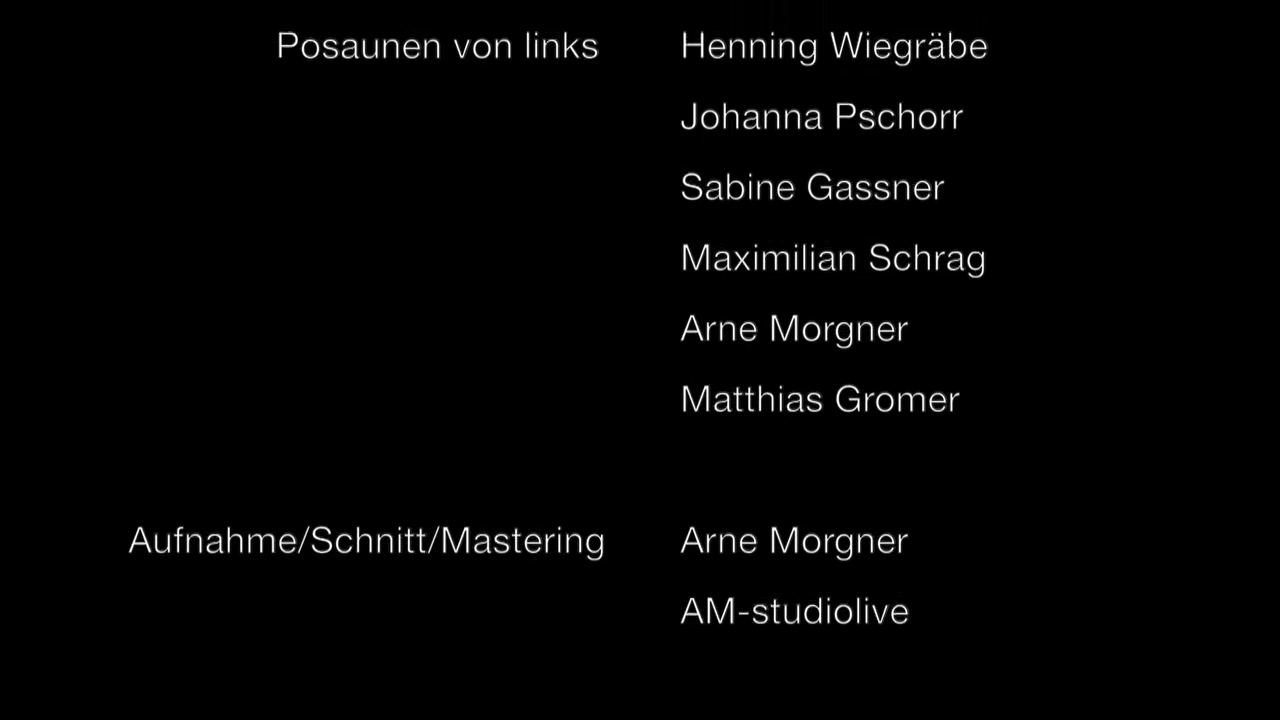 Posaunen von links Henning Wiegräbe
Johanna Pschorr
Sabine Gassner
Maximilian Schrag
Arne Morgner
Matthias Gromer
Aufnahme/Schnitt/Mastering Arne Morgner
AM-studiolive